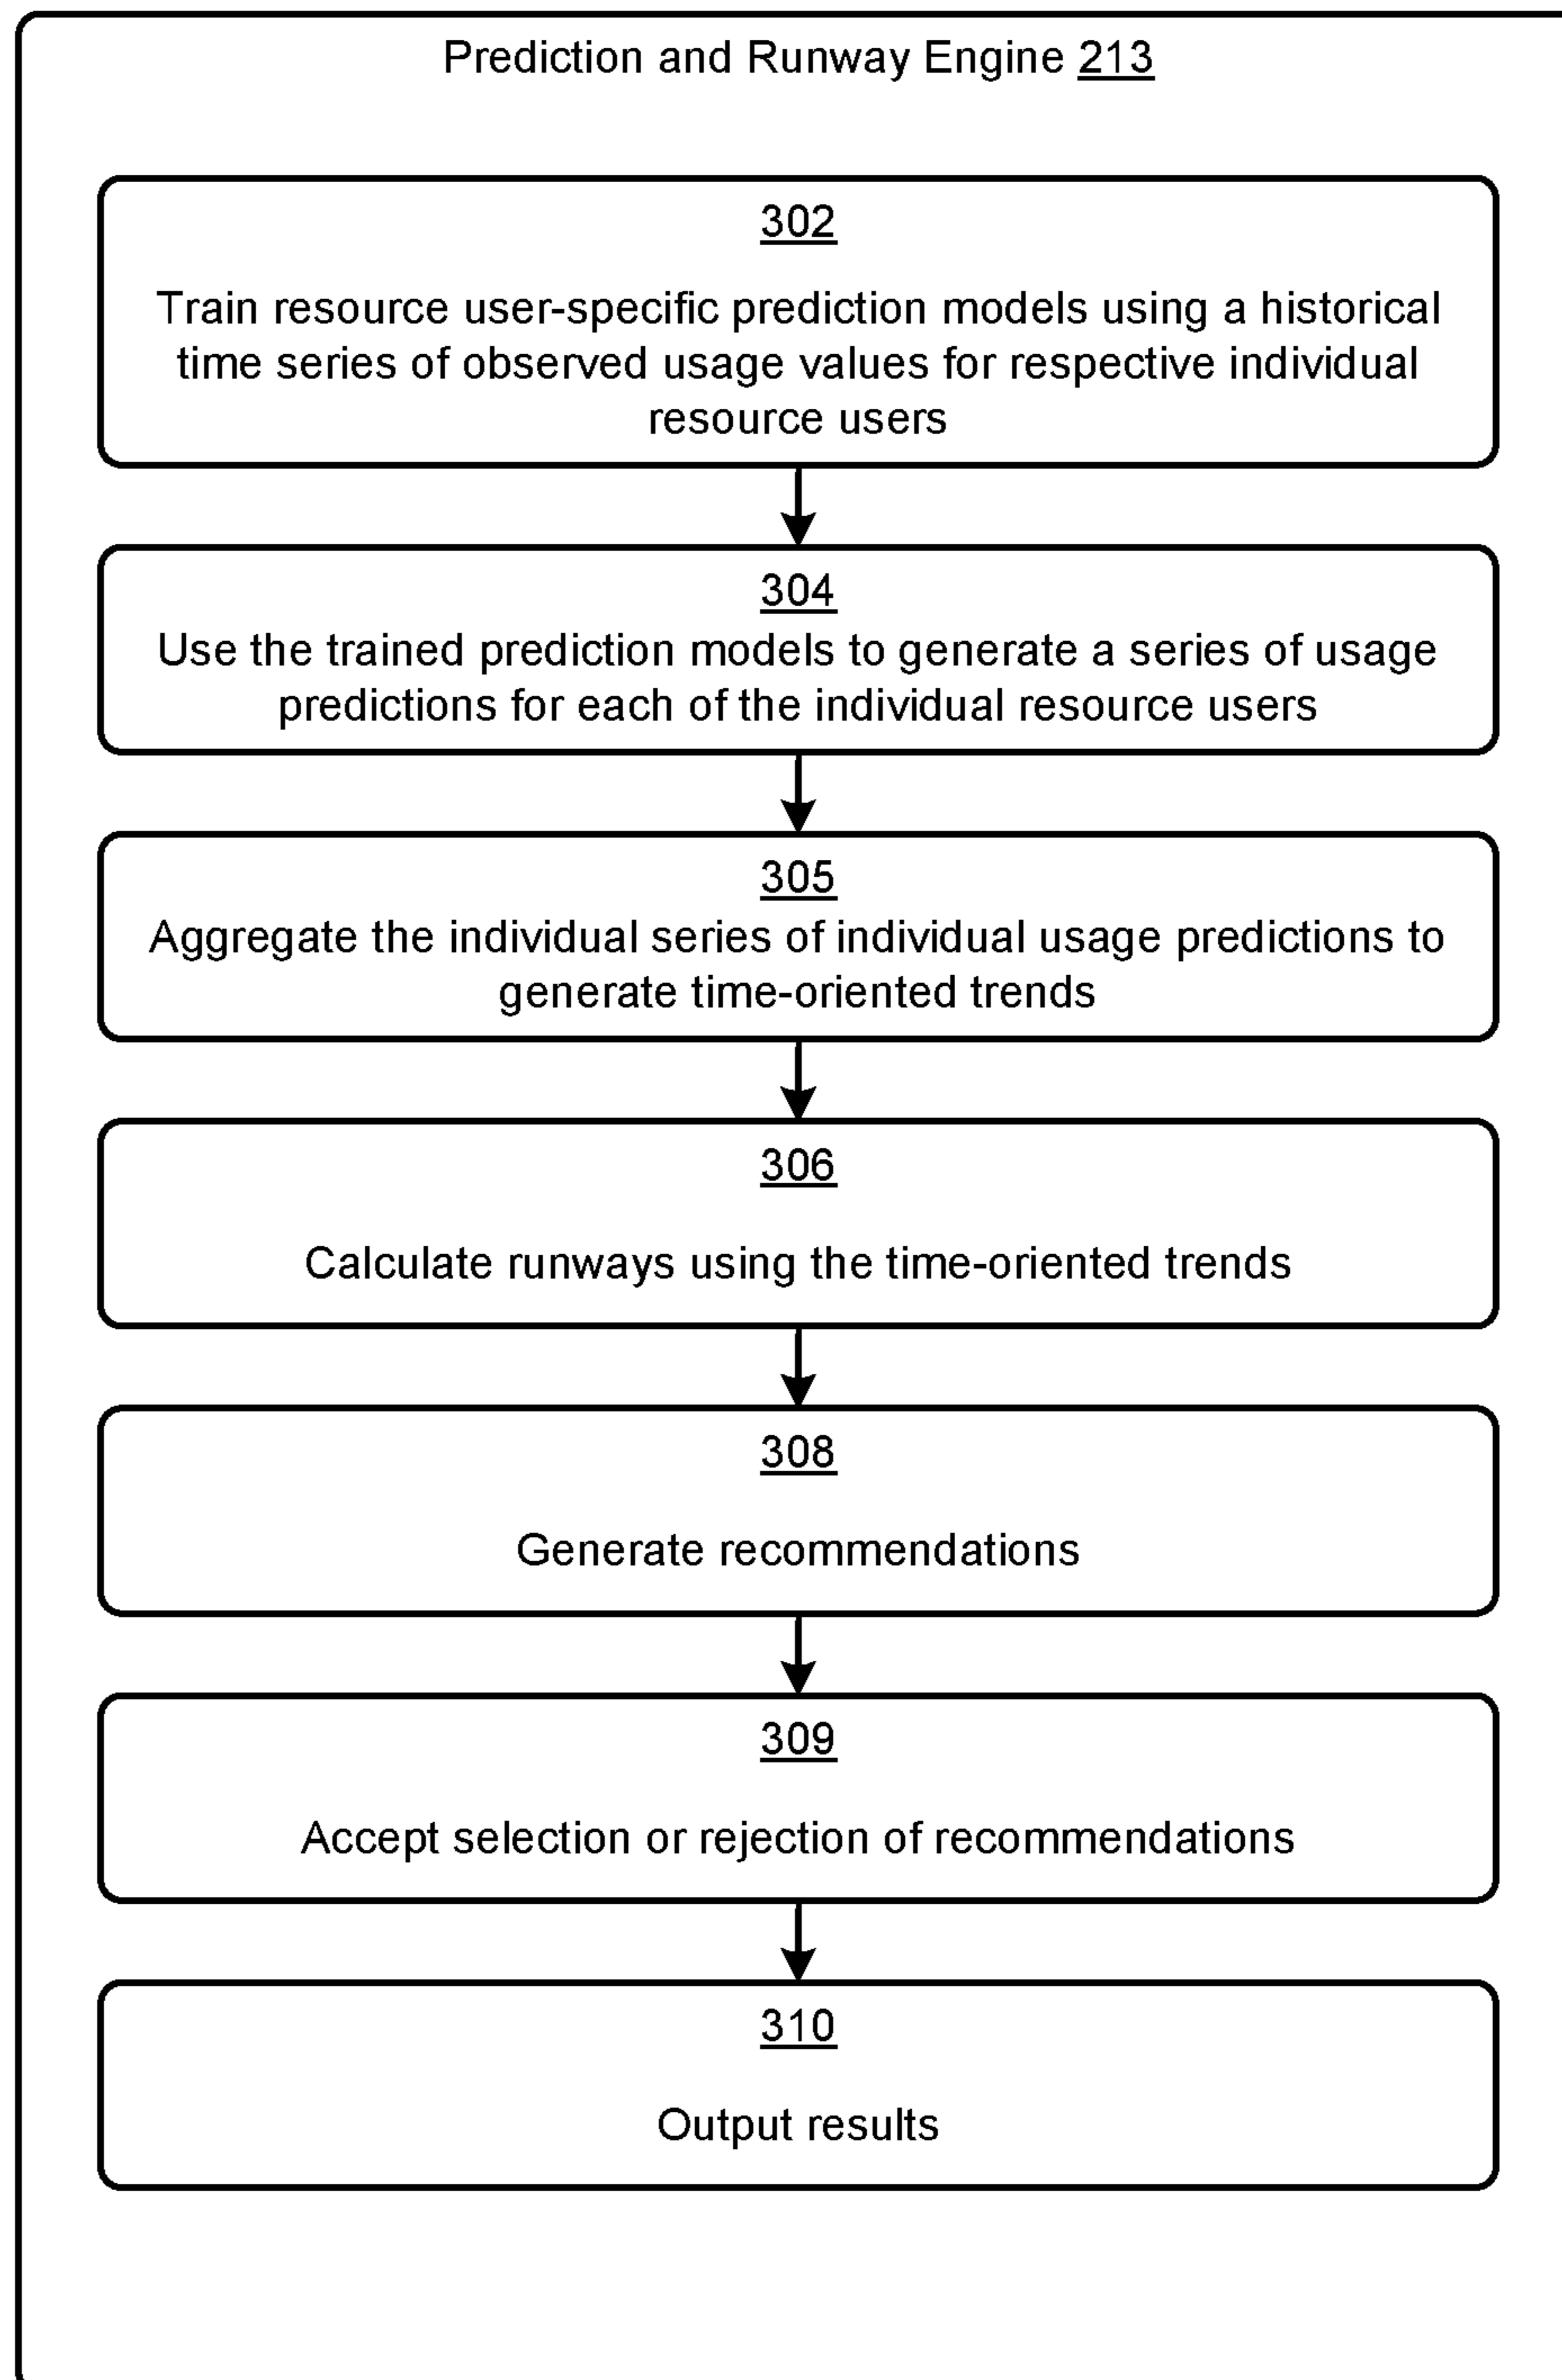 Prediction and Runway Engine 213
302
Train resource user-specific prediction models using a historical
time series of observed usage values for respective individual
resource users
304
Use the trained prediction models to generate a series of usage
predictions for each of the individual resource users
305
Aggregate the individual series of individual usage predictions to
generate time-oriented trends
306
Calculate runways using the time-oriented trends
308
Generate recommendations
309
Accept selection or rejection of recommendations
310
Output results